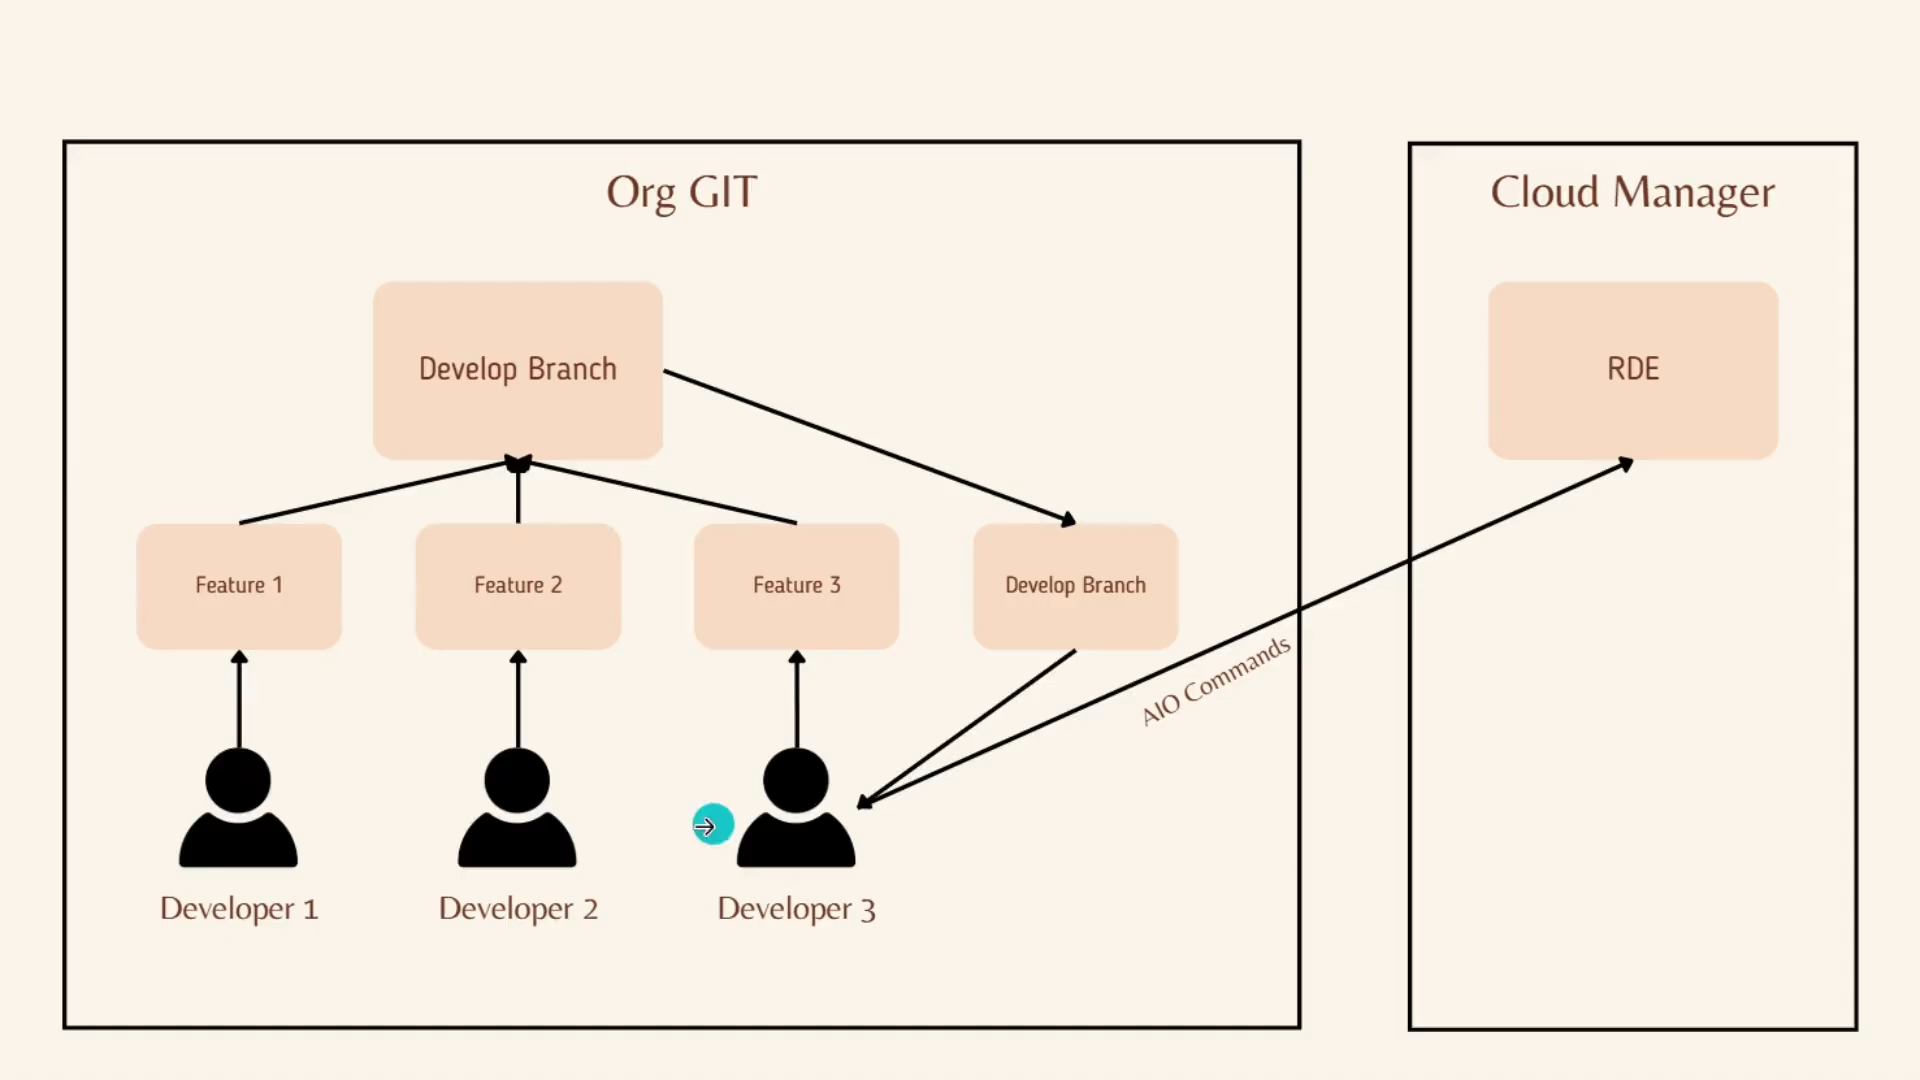 Org GIT
Cloud Manager
Develop Branch
RDE
Feature 1
Feature 2
Feature 3
Develop Branch
AIO Commands
Developer 1
Developer 2
Developer 3